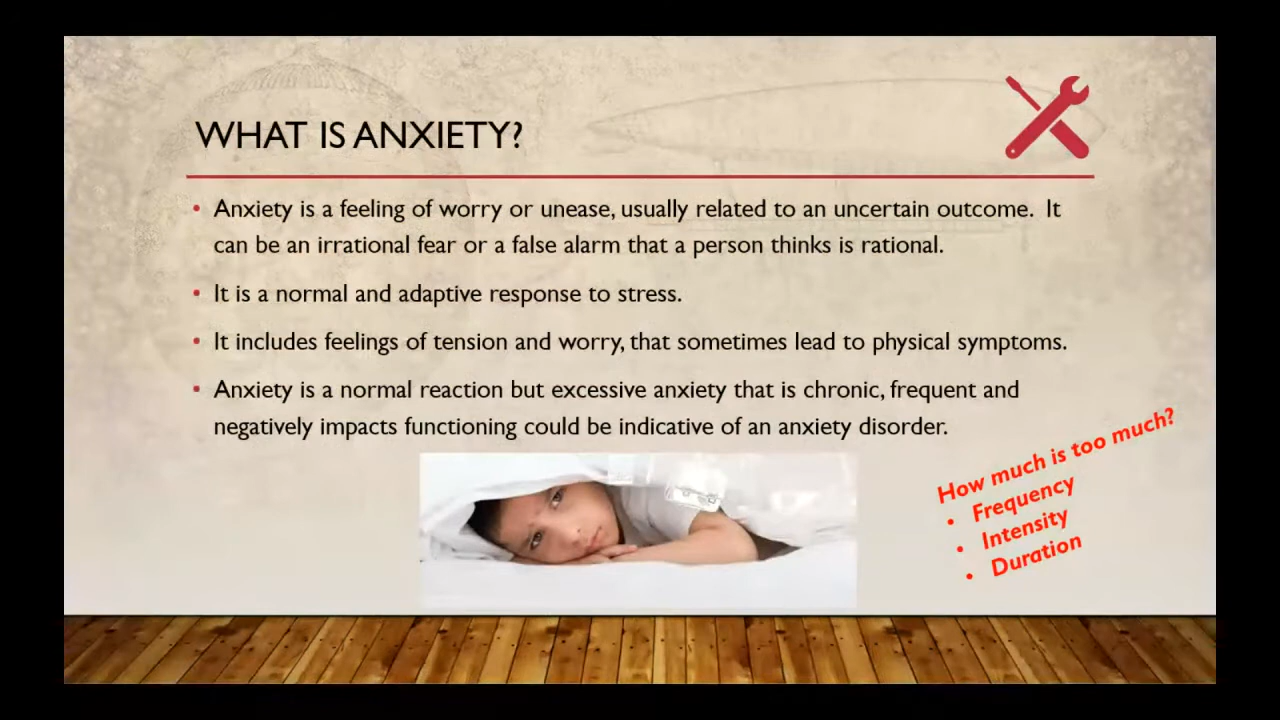 WHAT IS ANXIETY?
• Anxiety is a feeling of worry or unease, usually related to an uncertain outcome.  It
can be an irrational fear or a false alarm that a person thinks is rational.
• It is a normal and adaptive response to stress.
• It includes feelings of tension and worry, that sometimes lead to physical symptoms.
• Anxiety is a normal reaction but excessive anxiety that is chronic, frequent and
negatively impacts functioning could be indicative of an anxiety disorder.
How much is too much?
• Frequency
• Intensity
• Duration